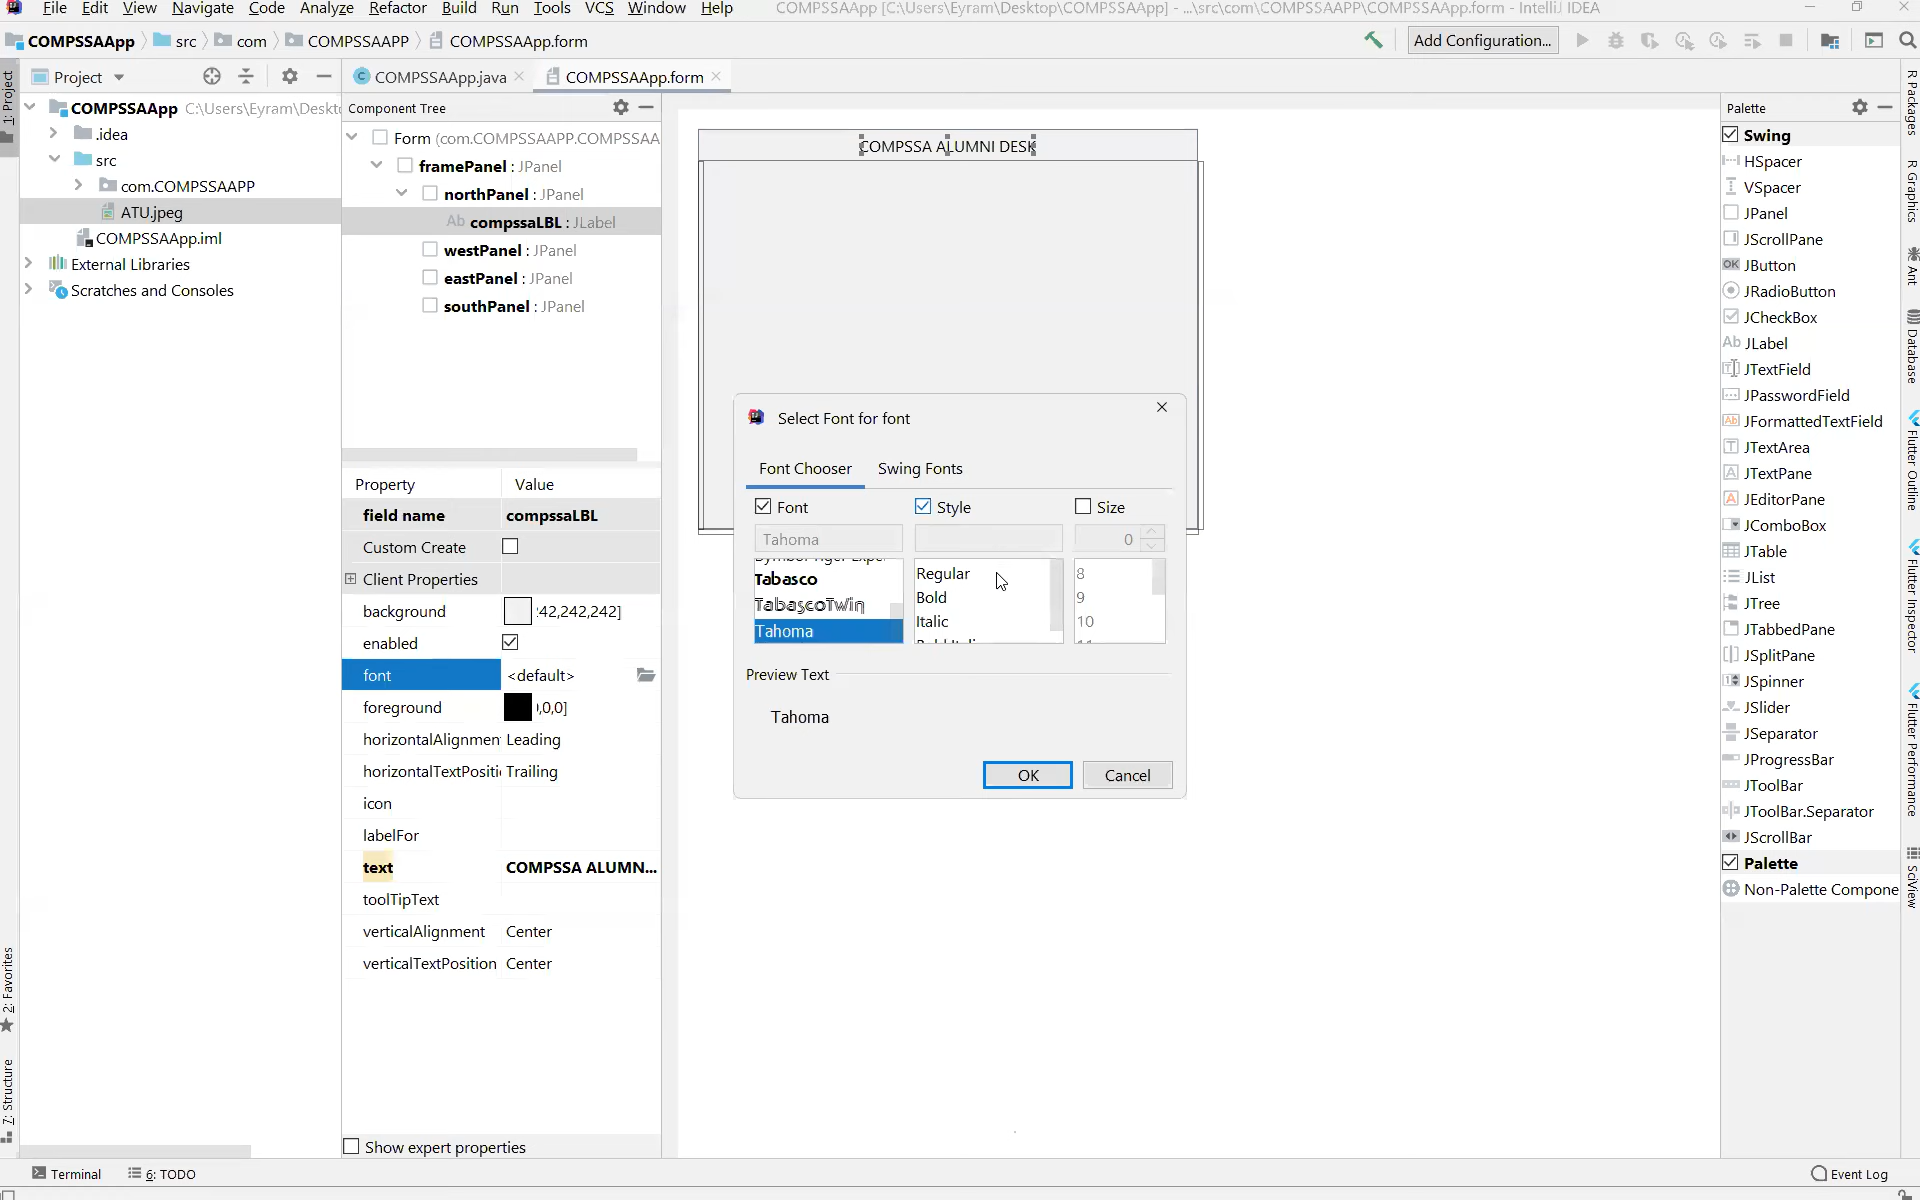 File Edit View Navigate Code Analyze Refactor Build Run Tools VCS Window Help COMPSSAApp [C:\Users\Eyram\Desktop\COMPSSAApp] - ...\src\com\COMPSSAAPP\COMPSSAApp.form - IntelliJ IDEA
COMPSSAApp src com COMPSSAAPP COMPSSAApp.form Add Configuration...
Project COMPSSAApp.java COMPSSAApp.form
COMPSSAApp C:\Users\Eyram\Deskt
.idea
src
com.COMPSSAAPP
ATU.jpeg
COMPSSAApp.iml
External Libraries
Scratches and Consoles
Component Tree
Form (com.COMPSSAAPP.COMPSSAA
framePanel : JPanel
northPanel : JPanel
Ab compssaLBL : JLabel
westPanel : JPanel
eastPanel : JPanel
southPanel : JPanel
Property Value
field name compssaLBL
Custom Create
Client Properties
background 42,242,242]
enabled
font <default>
foreground ,0,0]
horizontalAlignmen Leading
horizontalTextPositi Trailing
icon
labelFor
text COMPSSA ALUMN...
toolTipText
verticalAlignment Center
verticalTextPosition Center
Show expert properties
COMPSSA ALUMNI DESK
Select Font for font
Font Chooser Swing Fonts
Font Style Size
Tahoma 0
Tabasco
TabascoTwin
Tahoma
Regular
Bold
Italic
8
9
10
Preview Text
Tahoma
OK Cancel
Palette
Swing
HSpacer
VSpacer
JPanel
JScrollPane
OK JButton
JRadioButton
JCheckBox
Ab JLabel
JTextField
JPasswordField
JFormattedTextField
JTextArea
JTextPane
JEditorPane
JComboBox
JTable
JList
JTree
JTabbedPane
JSplitPane
JSpinner
JSlider
JSeparator
JProgressBar
JToolBar
JToolBar.Separator
JScrollBar
Palette
Non-Palette Compone
1: Project
2: Favorites
7: Structure
R Packages
R Graphics
Ant
Database
Flutter Outline
Flutter Inspector
Flutter Performance
SciView
Terminal 6: TODO Event Log